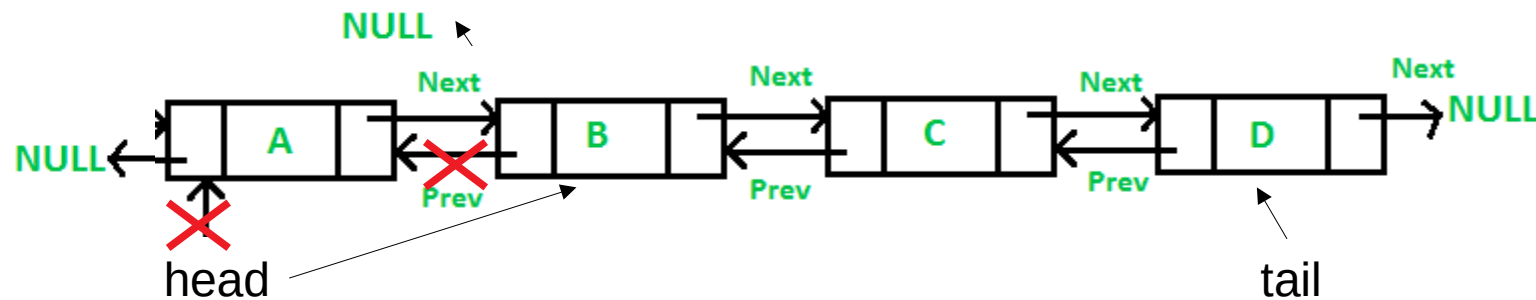 NULL
Next
Next
Next
Next
NULL
A
B
C
D
NULL
Prev
Prev
Prev
head
tail